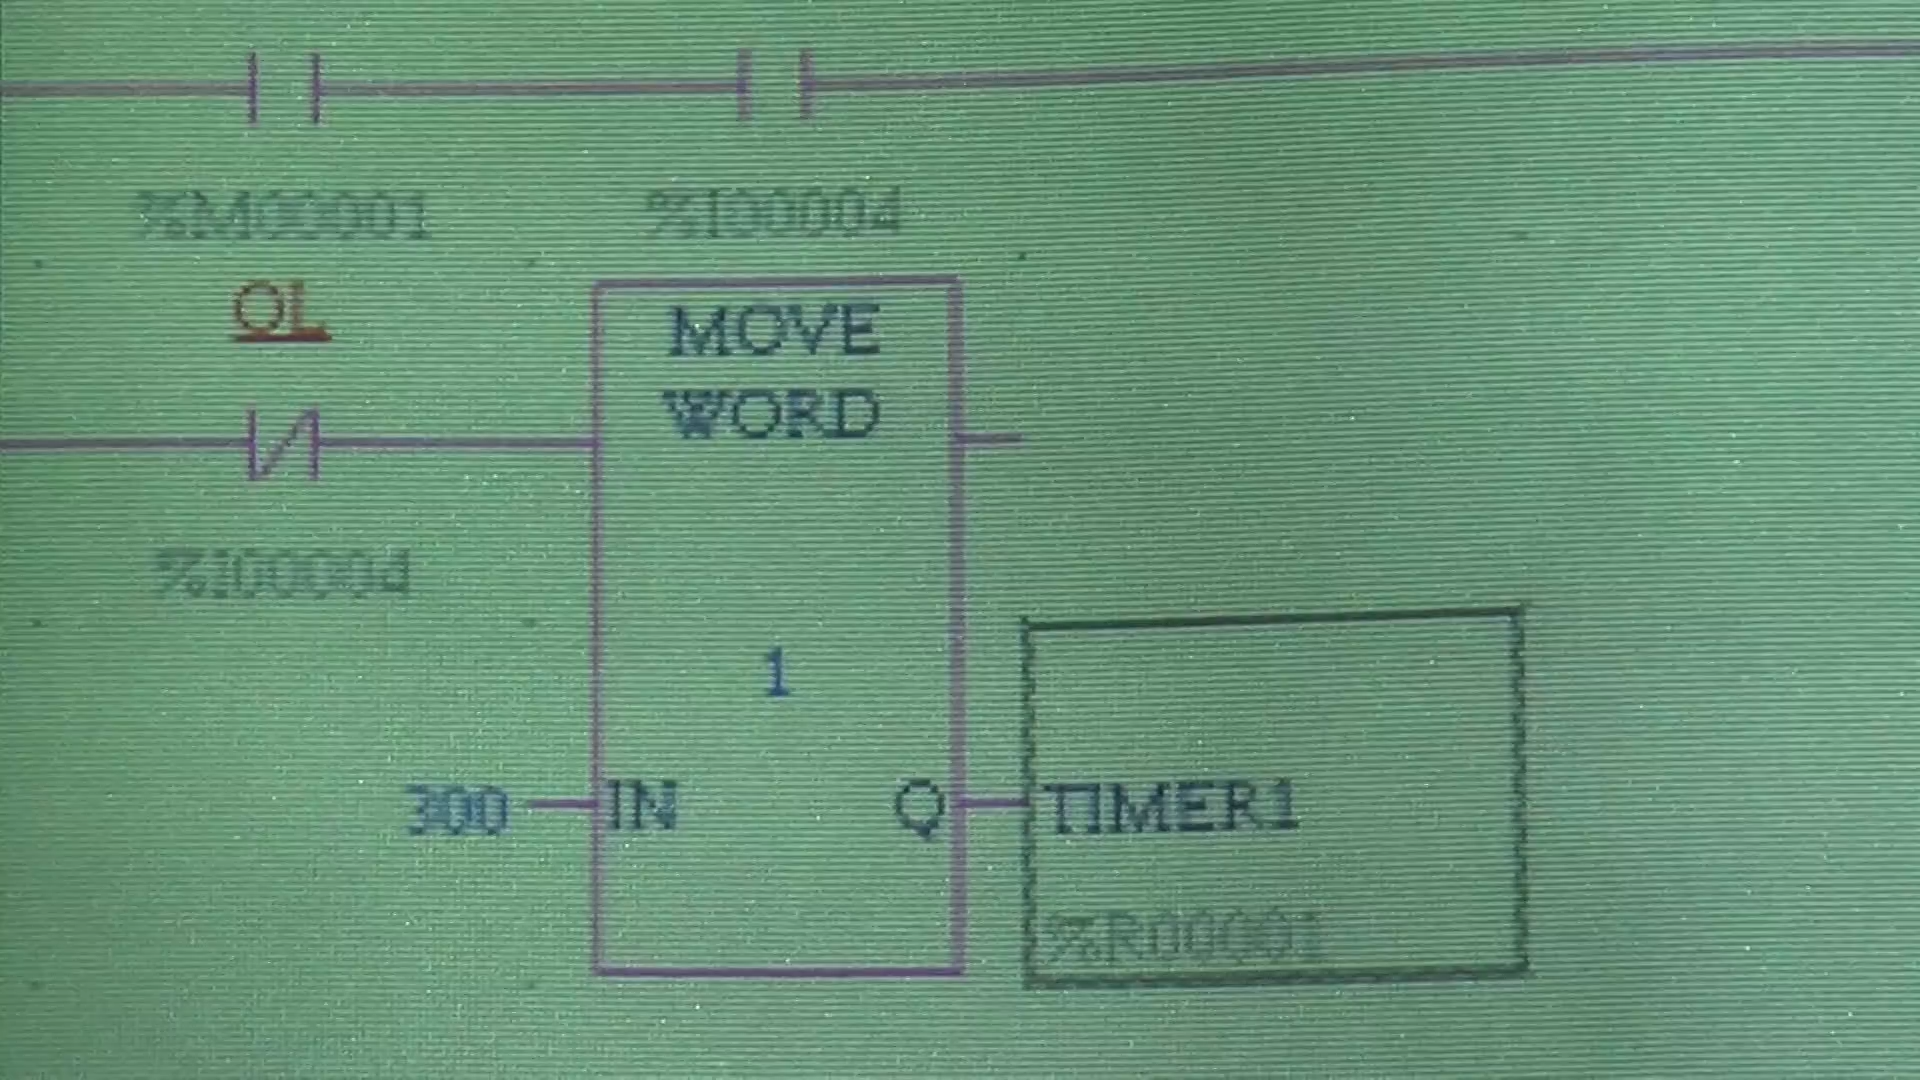 %M00001 %I00004
OL
MOVE
WORD
%I00004
1
300 IN Q TIMER1
%R00001